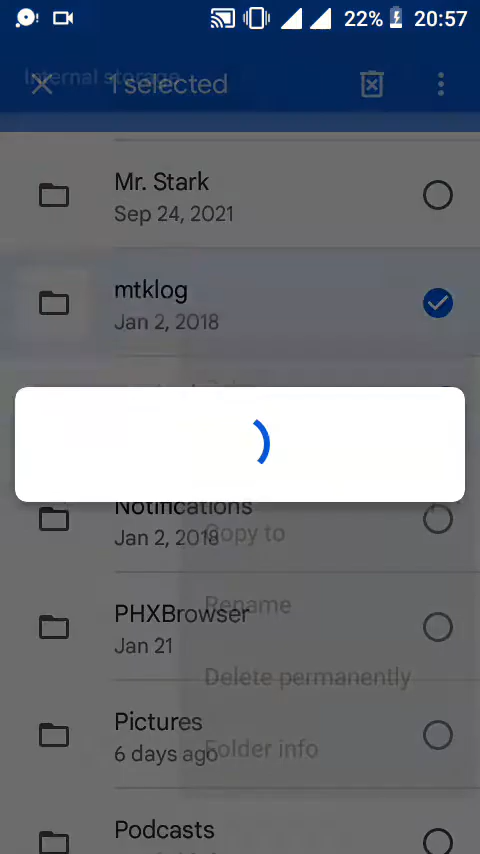 22% 20:57
Internal storage
1 selected
Mr. Stark
Sep 24, 2021
mtklog
Jan 2, 2018
Notifications
Jan 2, 2018
Copy to
PHXBrowser
Rename
Jan 21
Delete permanently
Pictures
6 days ago
Folder info
Podcasts